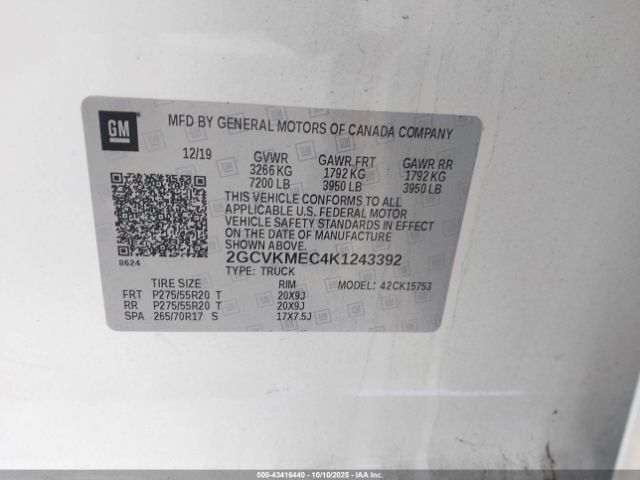 GM
MFD BY GENERAL MOTORS OF CANADA COMPANY
12/19 GVWR GAWR.FRT GAWR RR
3266 KG 1792 KG 1792 KG
7200 LB 3950 LB 3950 LB
THIS VEHICLE CONFORMS TO ALL
APPLICABLE U.S. FEDERAL MOTOR
VEHICLE SAFETY STANDARDS IN EFFECT
ON THE DATE OF MANUFACTURE
SHOWN ABOVE.
8624
2GCVKMEC4K1243392
TYPE: TRUCK
TIRE SIZE RIM MODEL: 42CK15753
FRT P275/55R20 T 20X9J
RR P275/55R20 T 20X9J
SPA 265/70R17 S 17X7.5J
000-43416440 - 10/10/2025 - IAA Inc.